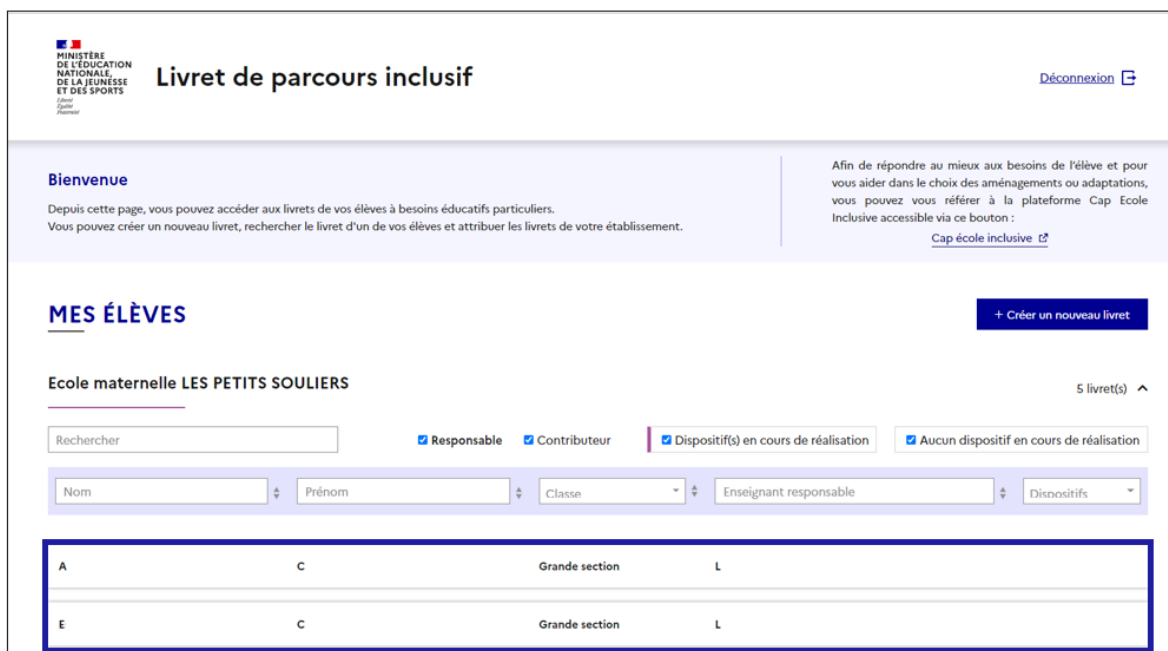 MINISTÈRE
DE L'ÉDUCATION
NATIONALE,
DE LA JEUNESSE
ET DES SPORTS
Liberté
Égalité
Fraternité
Livret de parcours inclusif
Déconnexion
Bienvenue
Depuis cette page, vous pouvez accéder aux livrets de vos élèves à besoins éducatifs particuliers.
Vous pouvez créer un nouveau livret, rechercher le livret d'un de vos élèves et attribuer les livrets de votre établissement.
Afin de répondre au mieux aux besoins de l'élève et pour
vous aider dans le choix des aménagements ou adaptations,
vous pouvez vous référer à la plateforme Cap Ecole
Inclusive accessible via ce bouton :
Cap école inclusive
MES ÉLÈVES
+ Créer un nouveau livret
Ecole maternelle LES PETITS SOULIERS
5 livret(s)
Rechercher
Responsable
Contributeur
Dispositif(s) en cours de réalisation
Aucun dispositif en cours de réalisation
Nom
Prénom
Classe
Enseignant responsable
Dispositifs
A C Grande section L
E C Grande section L